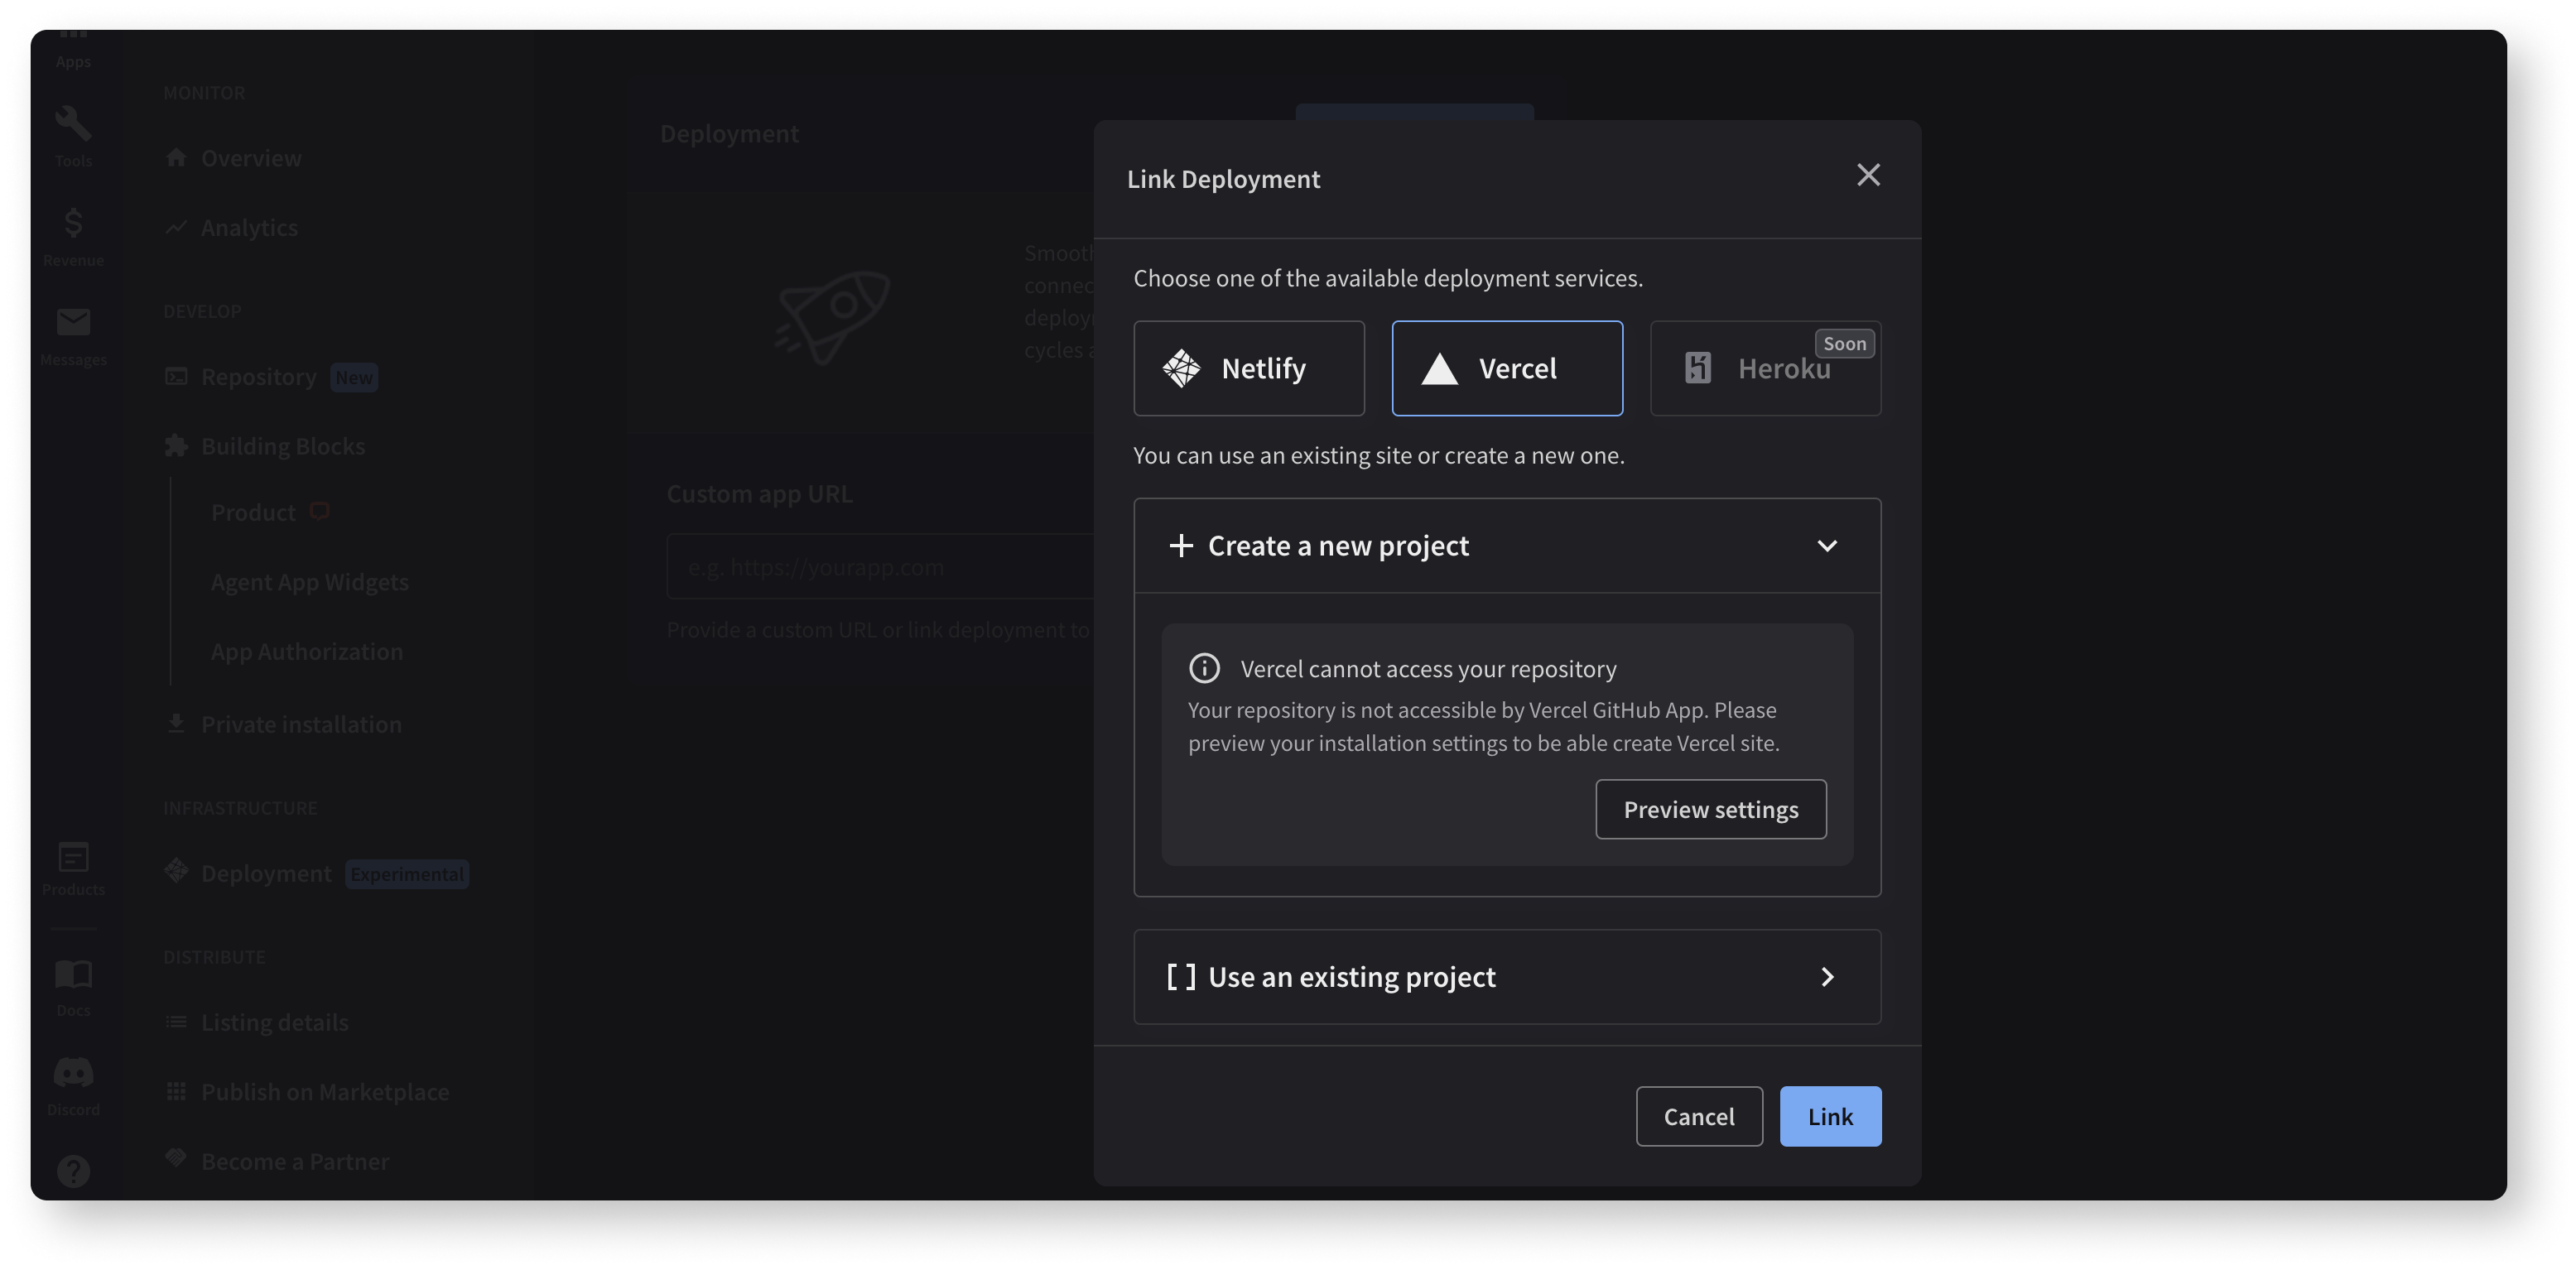 Apps
Tools
Revenue
Messages
Products
Docs
Discord
MONITOR
Overview
Analytics
DEVELOP
Repository New
Building Blocks
Product
Agent App Widgets
App Authorization
Private installation
INFRASTRUCTURE
Deployment Experimental
DISTRIBUTE
Listing details
Publish on Marketplace
Become a Partner
Deployment
connec
deploy
cycles a
Custom app URL
e.g. https://yourapp.com
Provide a custom URL or link deployment to
Link Deployment
Choose one of the available deployment services.
Netlify
Vercel
Heroku
Soon
You can use an existing site or create a new one.
Create a new project
Vercel cannot access your repository
Your repository is not accessible by Vercel GitHub App. Please
preview your installation settings to be able create Vercel site.
Preview settings
[ ] Use an existing project
Cancel
Link